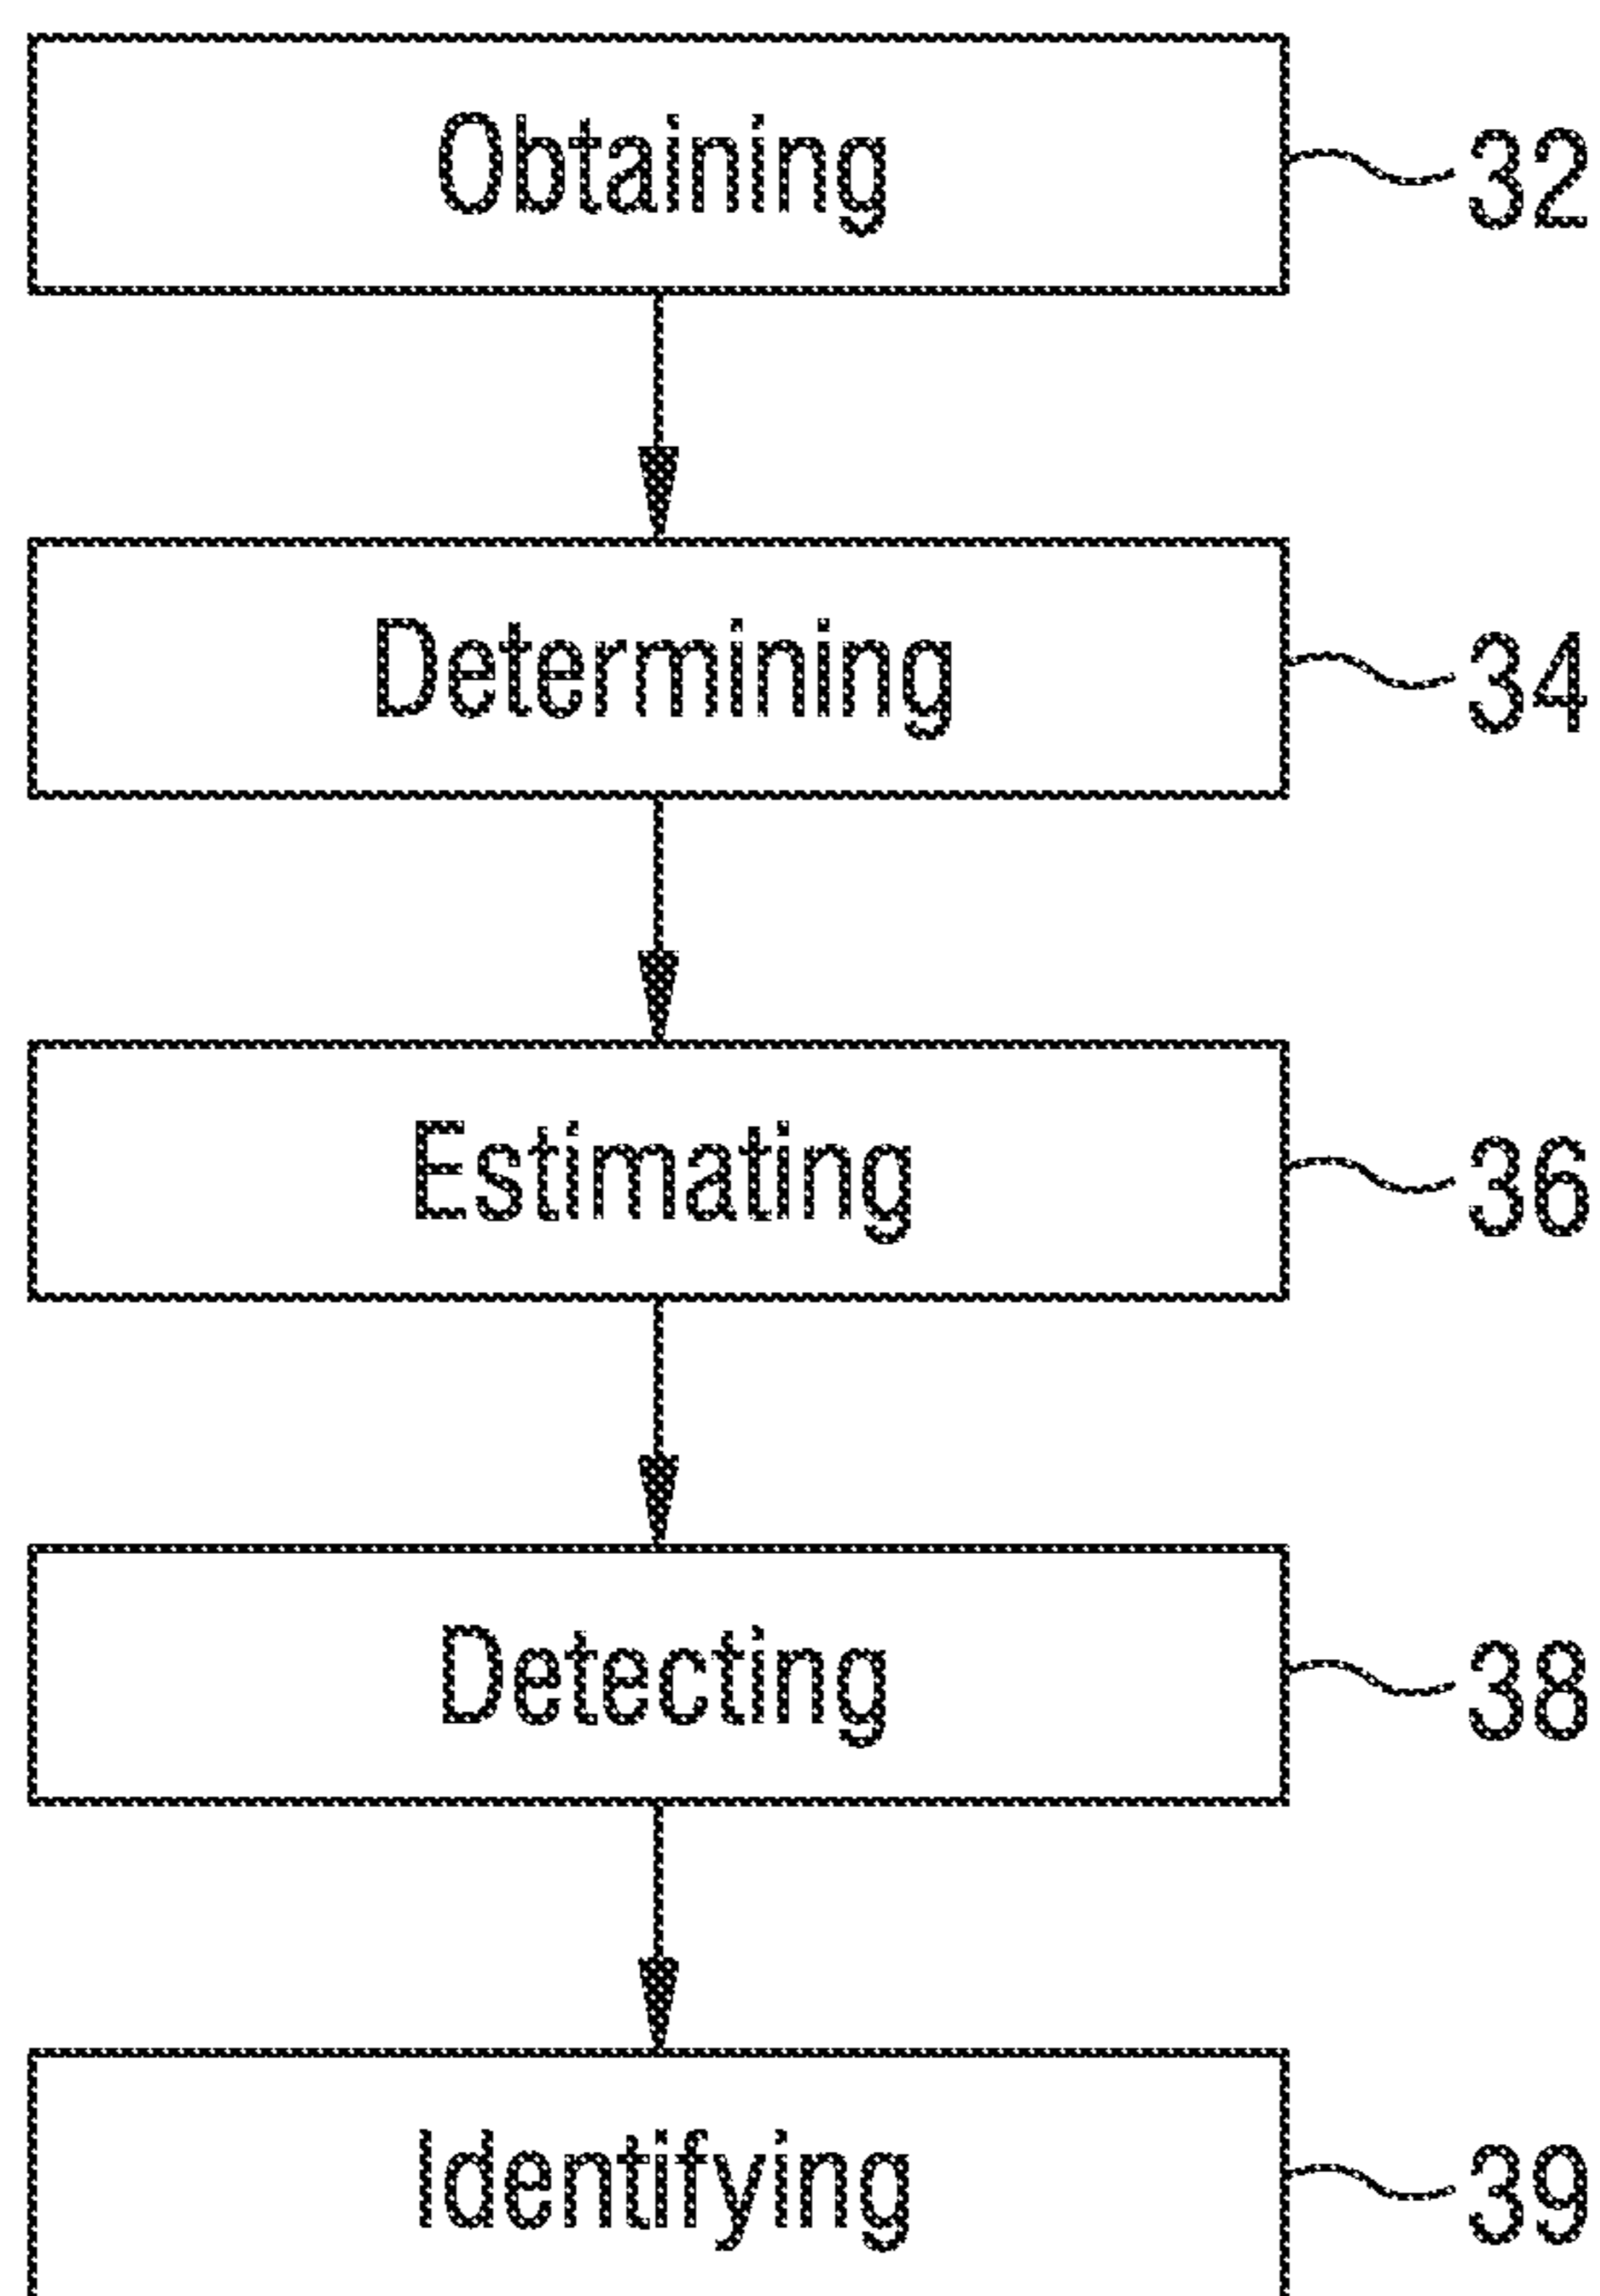 Obtaining 32
Determining 34
Estimating 36
Detecting 38
Identifying 39